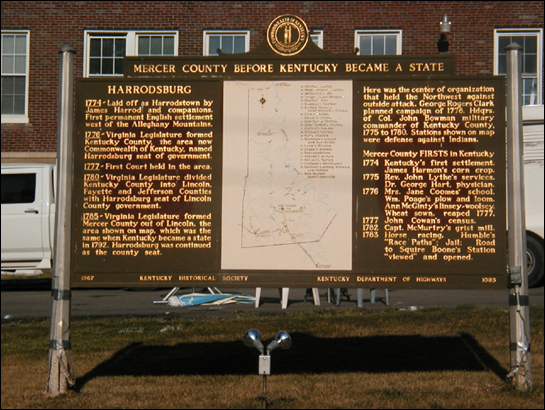 MERCER COUNTY BEFORE KENTUCKY BECAME A STATE
HARRODSBURG
1774-Laid off as Harrodstown by
James Harrod and companions.
First permanent English settlement
west of the Alleghany Mountains.
1776-Virginia Legislature formed
Kentucky County, the area now
Commonwealth of Kentucky, named
Harrodsburg seat of government.
1777-First Court held in the area.
1780-Virginia Legislature divided
Kentucky County into Lincoln,
Fayette and Jefferson Counties
with Harrodsburg seat of Lincoln
County government.
1785-Virginia Legislature formed
Mercer County out of Lincoln, the
area shown on map, which was the
same when Kentucky became a state
in 1792. Harrodsburg was continued
as the county seat.
Here was the center of organization
that held the Northwest against
outside attack. George Rogers Clark
planned campaign of 1778. Hdqrs.
of Col. John Bowman military
commander of Kentucky County,
1775 to 1780. Stations shown on map
were defense against Indians.
Mercer County FIRSTS in Kentucky
1774 Kentucky's first settlement.
James Harmon's corn crop.
1775 Rev. John Lythe's services.
Dr. George Hart, physician.
1776 Mrs. Jane Coomes' school.
Wm. Poage's plow and loom.
Ann McGinty's linsey-woolsey.
Wheat sown, reaped 1777.
1777 John Cowan's census.
1782 Capt. McMurtry's grist mill.
1783 Horse racing, Humble's
"Race Paths"; Jail; Road
to Squire Boone's Station
"viewed" and opened.
1967 KENTUCKY HISTORICAL SOCIETY KENTUCKY DEPARTMENT OF HIGHWAYS 1083